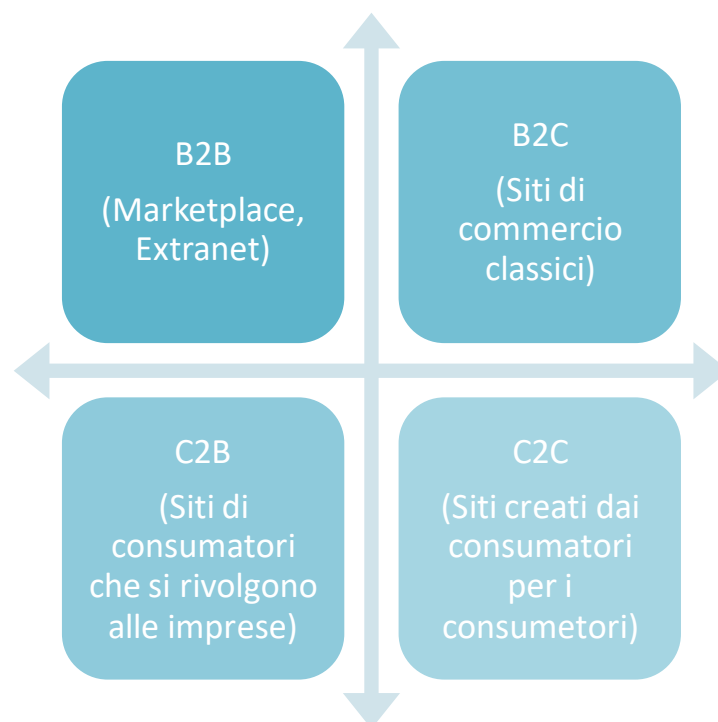 B2B
(Marketplace,
Extranet)
B2C
(Siti di
commercio
classici)
C2B
(Siti di
consumatori
che si rivolgono
alle imprese)
C2C
(Siti creati dai
consumatori
per i
consumetori)